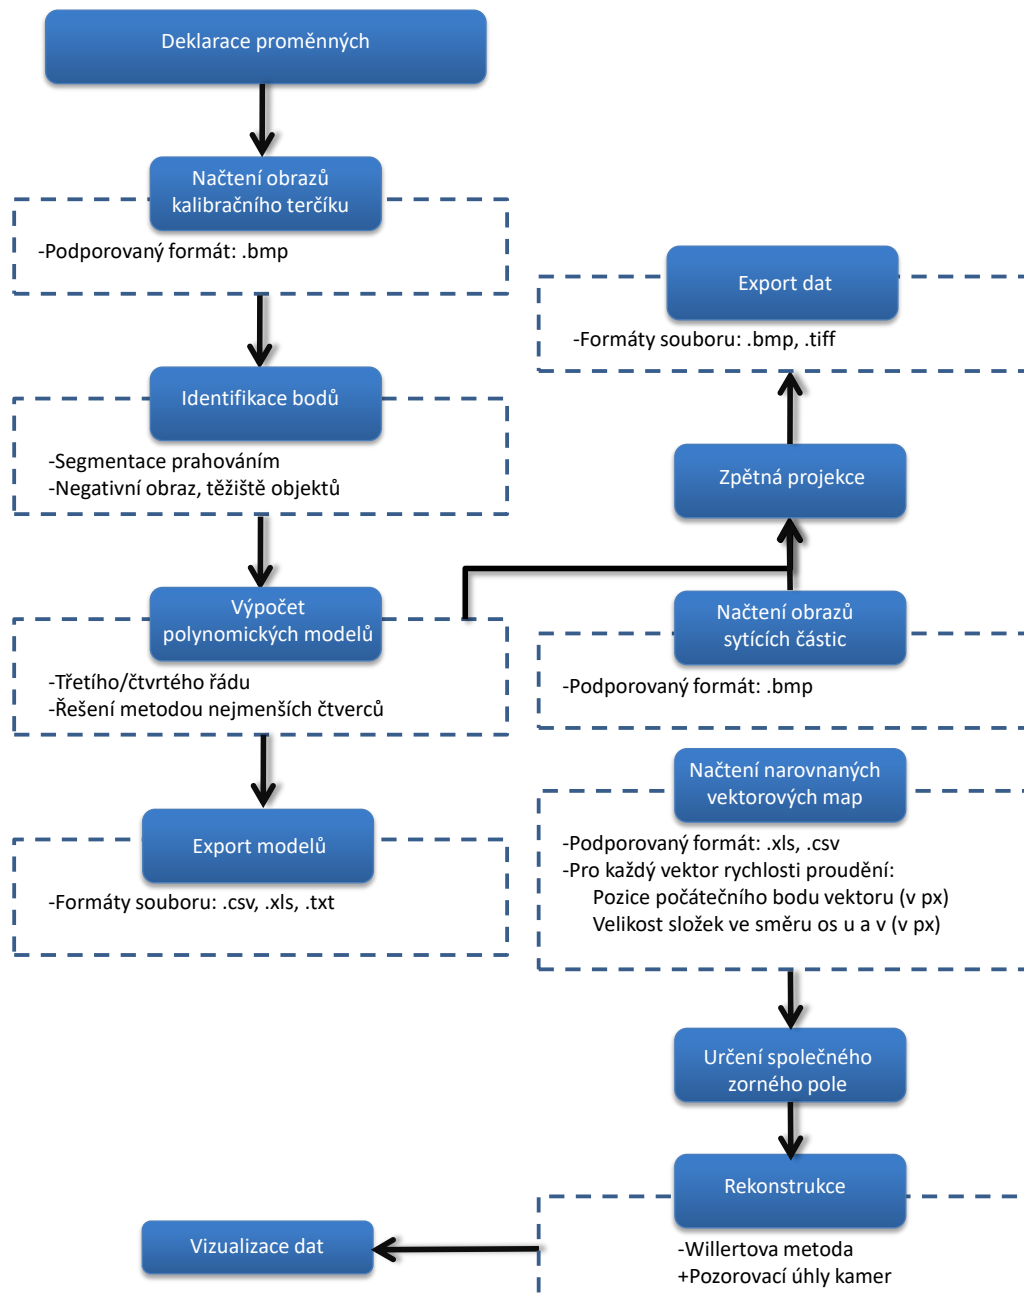 Deklarace proměnných
Načtení obrazů
kalibračního terčíku
-Podporovaný formát: .bmp
Identifikace bodů
-Segmentace prahováním
-Negativní obraz, těžiště objektů
Výpočet
polynomických modelů
-Třetího/čtvrtého řádu
-Řešení metodou nejmenších čtverců
Export modelů
-Formáty souboru: .csv, .xls, .txt
Export dat
-Formáty souboru: .bmp, .tiff
Zpětná projekce
Načtení obrazů
sytících částic
-Podporovaný formát: .bmp
Načtení narovnaných
vektorových map
-Podporovaný formát: .xls, .csv
-Pro každý vektor rychlosti proudění:
Pozice počátečního bodu vektoru (v px)
Velikost složek ve směru os u a v (v px)
Určení společného
zorného pole
Rekonstrukce
-Willertova metoda
+Pozorovací úhly kamer
Vizualizace dat